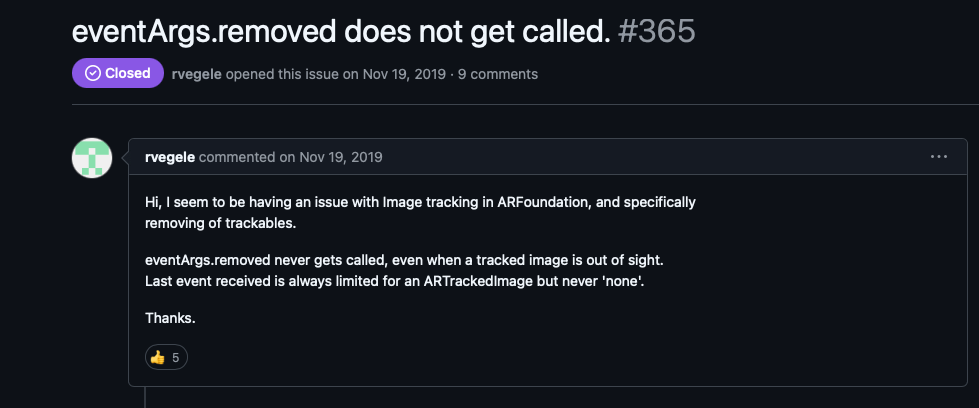 eventArgs.removed does not get called. #365
Closed rvegele opened this issue on Nov 19, 2019 · 9 comments
rvegele commented on Nov 19, 2019 ···
Hi, I seem to be having an issue with Image tracking in ARFoundation, and specifically
removing of trackables.
eventArgs.removed never gets called, even when a tracked image is out of sight.
Last event received is always limited for an ARTrackedImage but never 'none'.
Thanks.
👍 5